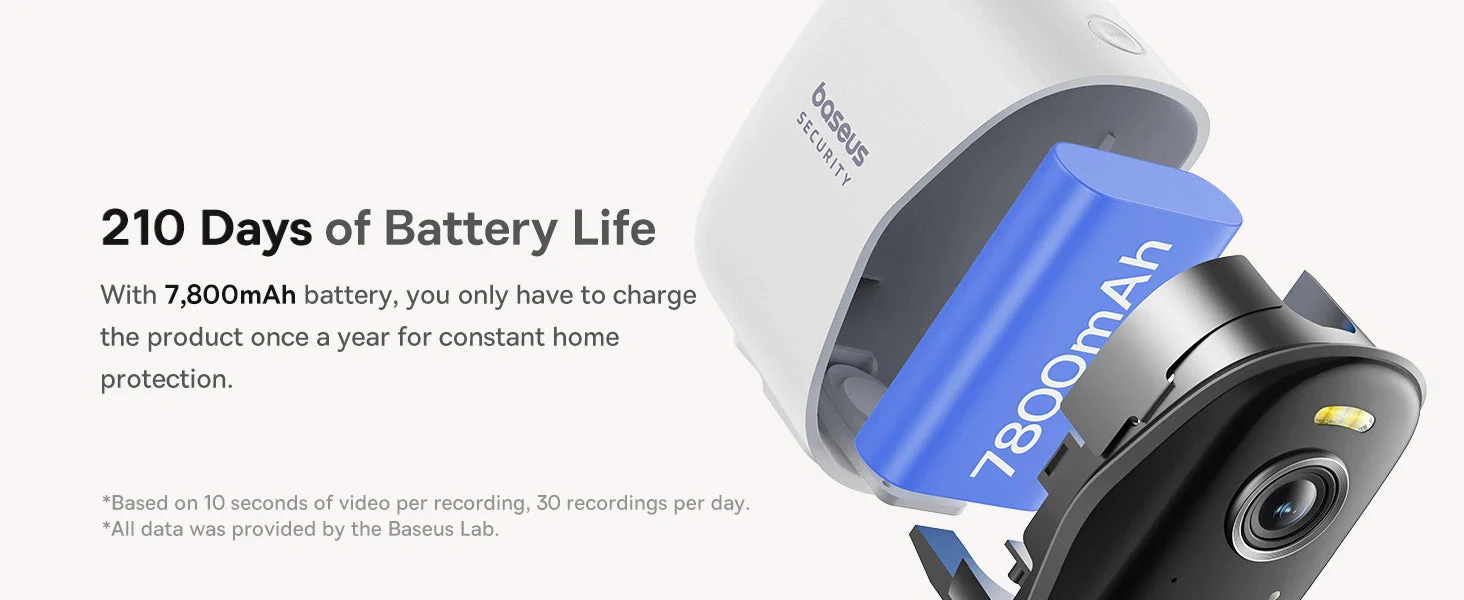 baseus
SECURITY
210 Days of Battery Life
With 7,800mAh battery, you only have to charge
the product once a year for constant home
protection.
7800mAh
*Based on 10 seconds of video per recording, 30 recordings per day.
*All data was provided by the Baseus Lab.